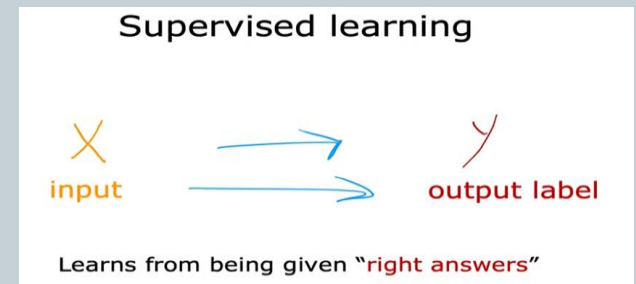 Supervised learning
X y
input output label
Learns from being given “right answers”